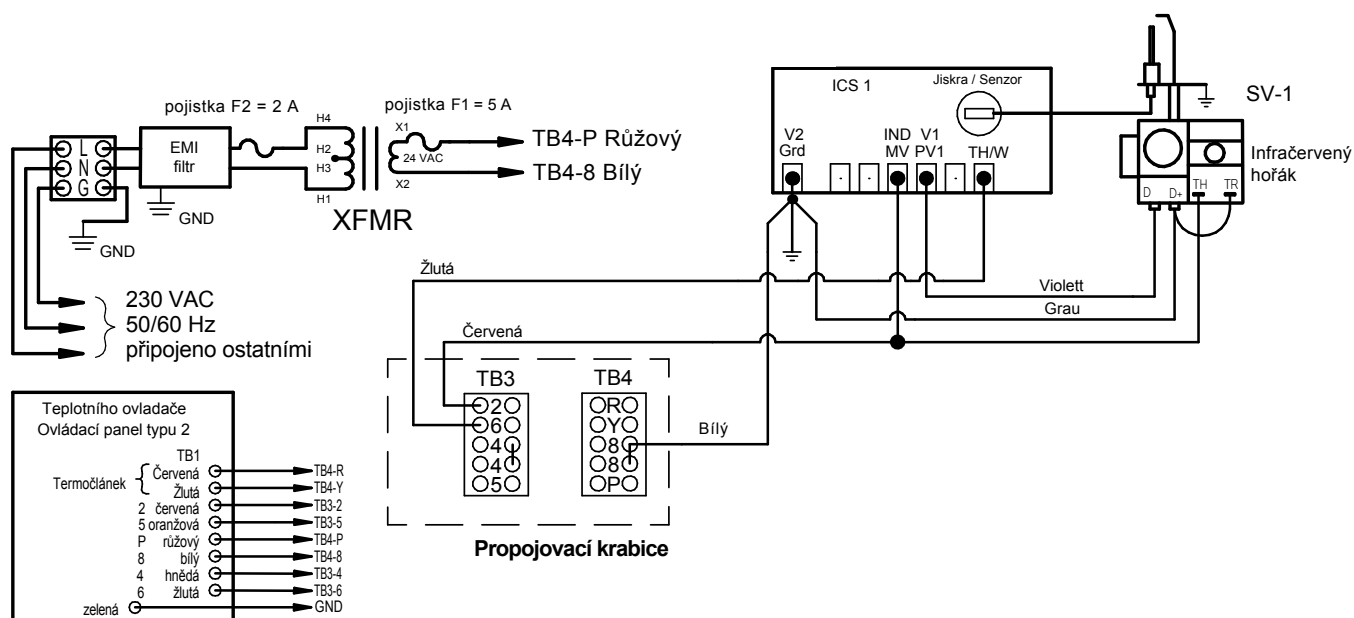 pojistka F2 = 2 A
pojistka F1 = 5 A
L
N
G
EMI
filtr
GND
GND
H4
H2
H3
H1
X1
24 VAC
X2
XFMR
TB4-P Růžový
TB4-8 Bílý
230 VAC
50/60 Hz
připojeno ostatními
ICS 1
Jiskra / Senzor
V2
Grd
IND
MV
V1
PV1
TH/W
SV-1
Infračervený
hořák
D
D+
TH
TR
Žlutá
Violett
Grau
Červená
Bílý
TB3
2
6
4
4
5
TB4
R
Y
8
8
P
Propojovací krabice
Teplotního ovladače
Ovládací panel typu 2
TB1
Termočlánek
Červená TB4-R
Žlutá TB4-Y
2 červená TB3-2
5 oranžová TB3-5
P růžový TB4-P
8 bílý TB4-8
4 hnědá TB3-4
6 žlutá TB3-6
zelená GND